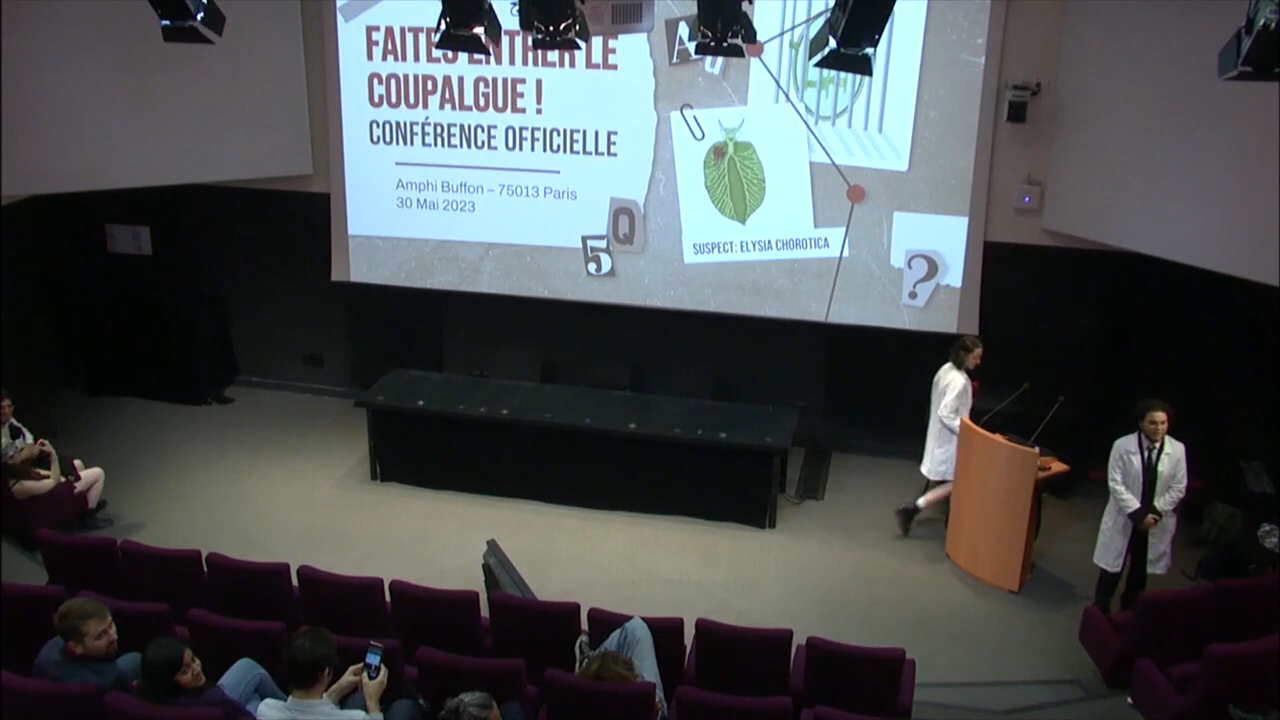 FAITES ENTRER LE
COUPALGUE !
CONFÉRENCE OFFICIELLE
Amphi Buffon – 75013 Paris
30 Mai 2023
5
Q
A
SUSPECT: ELYSIA CHOROTICA
?